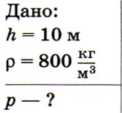 Дано:
h = 10 м
ρ = 800 кг/м³
p — ?